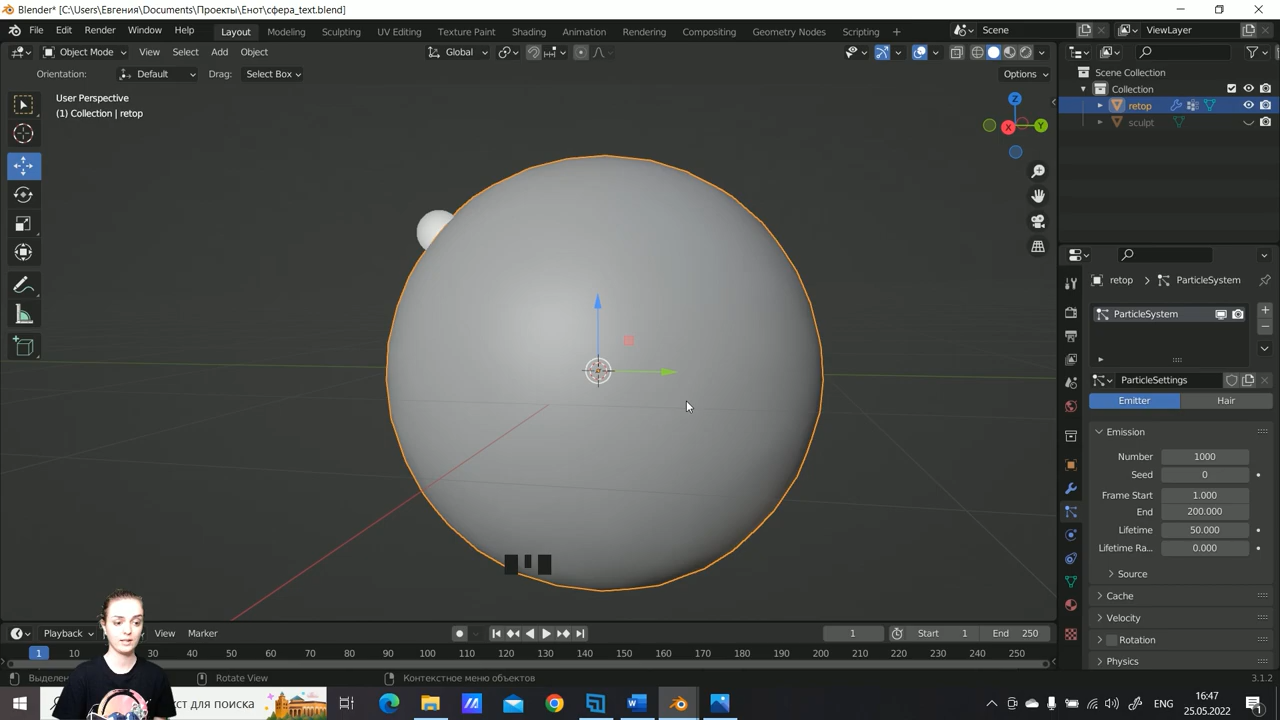 Blender* [C:\Users\Евгения\Documents\Проекты\Енот\сфера_text.blend]
File Edit Render Window Help Layout Modeling Sculpting UV Editing Texture Paint Shading Animation Rendering Compositing Geometry Nodes Scripting + Scene ViewLayer
Object Mode View Select Add Object Global
Orientation: Default Drag: Select Box Options
User Perspective
(1) Collection | retop
Z
X
Y
Scene Collection
Collection
retop
sculpt
retop > ParticleSystem
ParticleSystem
ParticleSettings
Emitter Hair
Emission
Number 1000
Seed 0
Frame Start 1.000
End 200.000
Lifetime 50.000
Lifetime Ra... 0.000
Source
Cache
Velocity
Rotation
Physics
Playback View Marker 1 Start 1 End 250
1 10 20 30 40 50 60 70 80 90 100 110 120 130 140 150 160 170 180 190 200 210 220 230 240 250
Выделен Rotate View Контекстное меню объектов 3.1.2
кст для поиска
ENG
16:47
25.05.2022
1